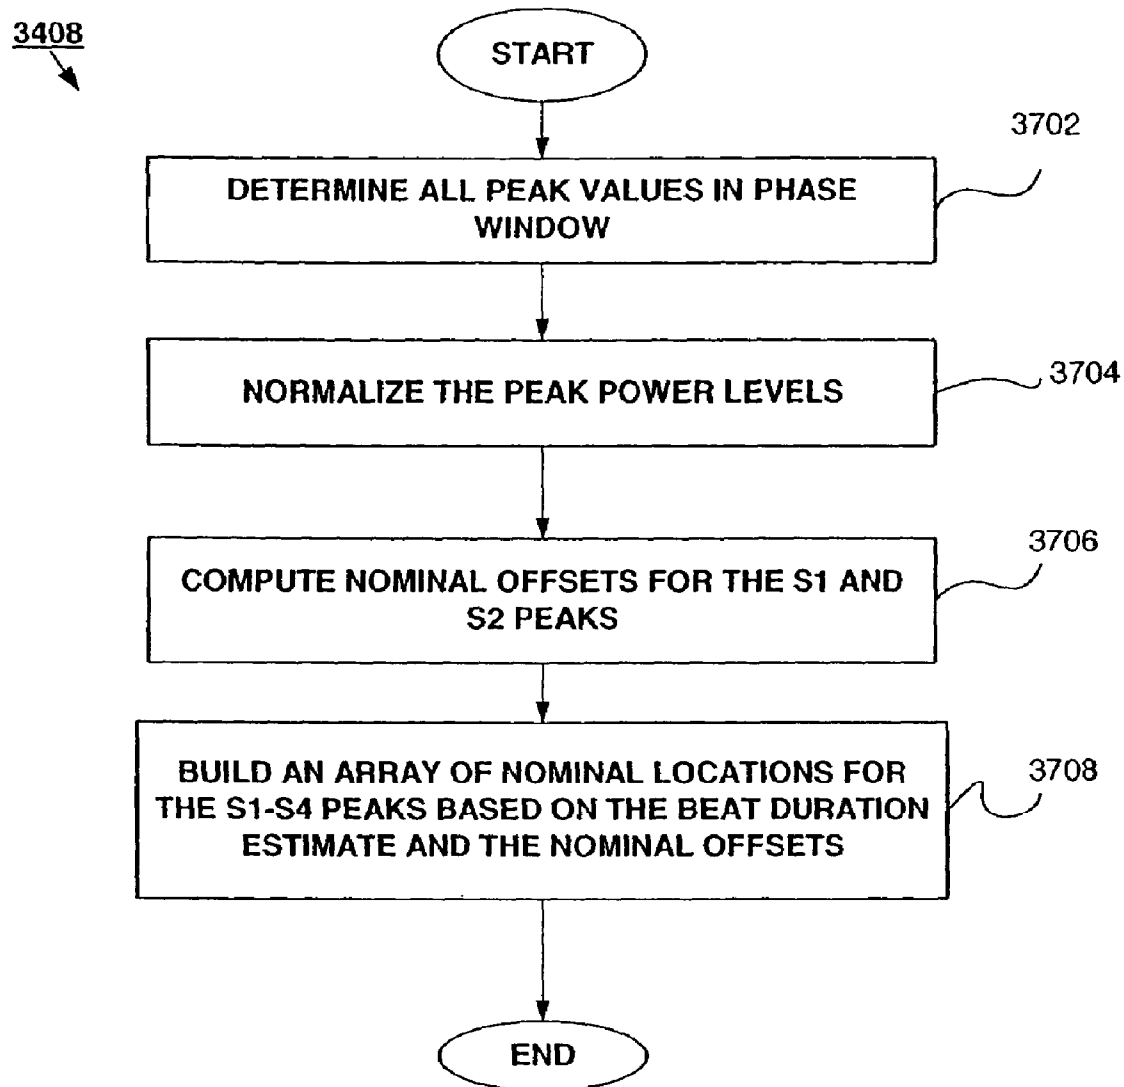 3408
START
3702
DETERMINE ALL PEAK VALUES IN PHASE
WINDOW
NORMALIZE THE PEAK POWER LEVELS
3704
3706
COMPUTE NOMINAL OFFSETS FOR THE S1 AND
S2 PEAKS
3708
BUILD AN ARRAY OF NOMINAL LOCATIONS FOR
THE S1-S4 PEAKS BASED ON THE BEAT DURATION
ESTIMATE AND THE NOMINAL OFFSETS
END